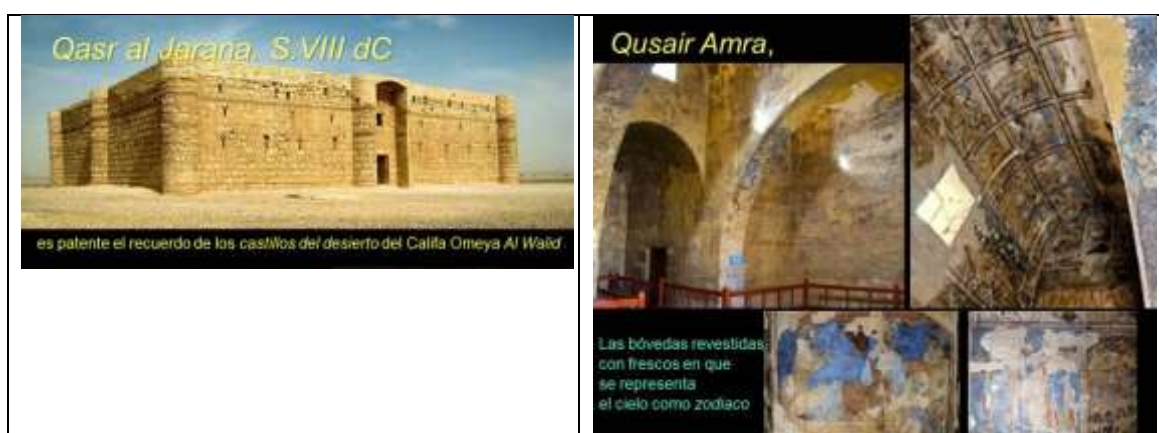 Qasr al Jarana. S.VIII dC
es patente el recuerdo de los castillos del desierto del Califa Omeya Al Walid
Qusair Amra,
Las bóvedas revestidas
con frescos en que
se representa
el cielo como zodiaco